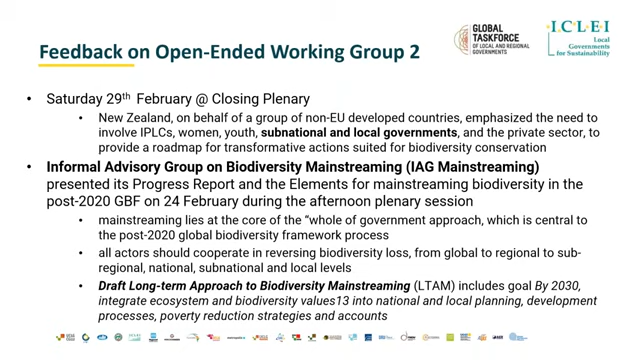 GLOBAL
TASKFORCE
OF LOCAL AND REGIONAL
GOVERNMENTS
I.C.L.E.I
Local
Governments
for Sustainability
Feedback on Open-Ended Working Group 2
• Saturday 29th February @ Closing Plenary
• New Zealand, on behalf of a group of non-EU developed countries, emphasized the need to
involve IPLCs, women, youth, subnational and local governments, and the private sector, to
provide a roadmap for transformative actions suited for biodiversity conservation
• Informal Advisory Group on Biodiversity Mainstreaming (IAG Mainstreaming)
presented its Progress Report and the Elements for mainstreaming biodiversity in the
post-2020 GBF on 24 February during the afternoon plenary session
• mainstreaming lies at the core of the “whole of government approach, which is central to
the post-2020 global biodiversity framework process
• all actors should cooperate in reversing biodiversity loss, from global to regional to sub-
regional, national, subnational and local levels
• Draft Long-term Approach to Biodiversity Mainstreaming (LTAM) includes goal By 2030,
integrate ecosystem and biodiversity values13 into national and local planning, development
processes, poverty reduction strategies and accounts